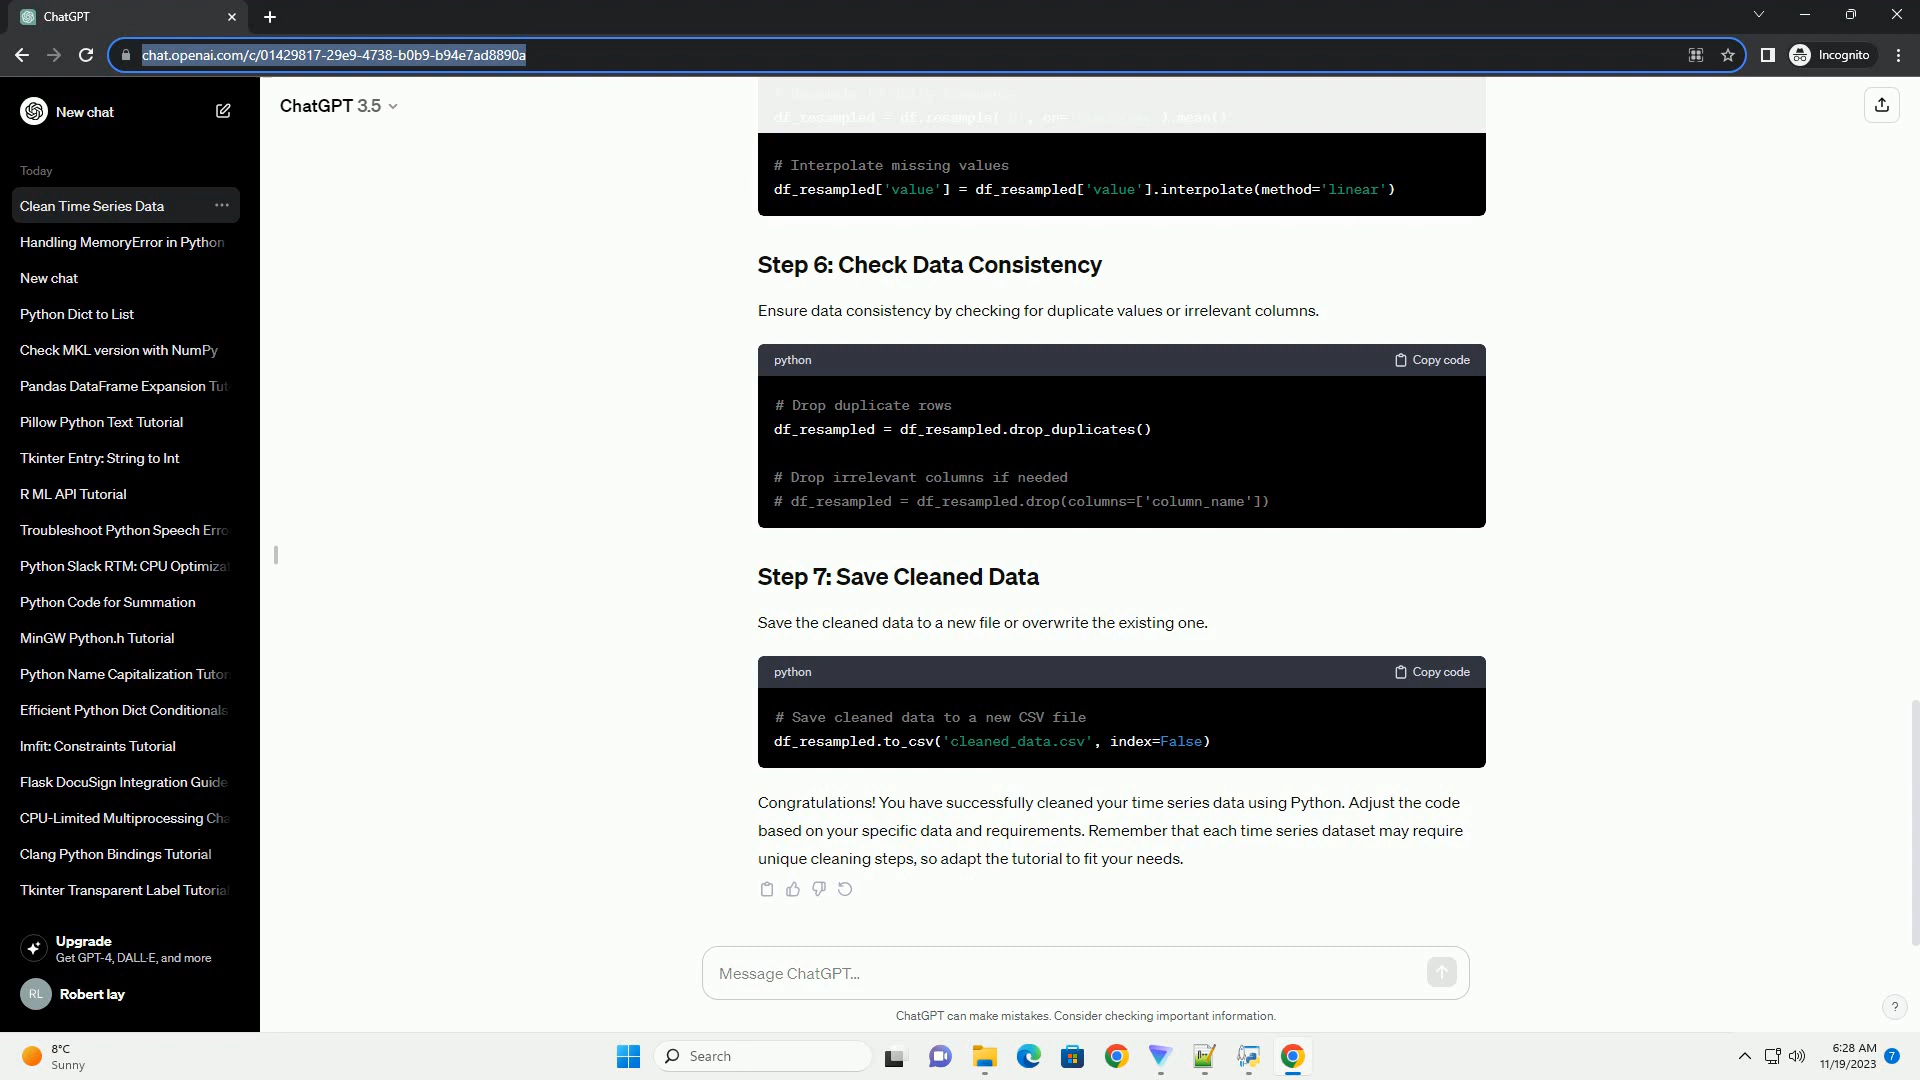 ChatGPT
chat.openai.com/c/01429817-29e9-4738-b0b9-b94e7ad8890a
Incognito
New chat
ChatGPT 3.5
Today
Clean Time Series Data
Handling MemoryError in Python
New chat
Python Dict to List
Check MKL version with NumPy
Pandas DataFrame Expansion Tut
Pillow Python Text Tutorial
Tkinter Entry: String to Int
R ML API Tutorial
Troubleshoot Python Speech Erro
Python Slack RTM: CPU Optimiza
Python Code for Summation
MinGW Python.h Tutorial
Python Name Capitalization Tutor
Efficient Python Dict Conditionals
lmfit: Constraints Tutorial
Flask DocuSign Integration Guide
CPU-Limited Multiprocessing Cha
Clang Python Bindings Tutorial
Tkinter Transparent Label Tutorial
Upgrade
Get GPT-4, DALL·E, and more
RL
Robert lay
df_resampled = df.resample( , on= ).mean()
# Interpolate missing values
df_resampled['value'] = df_resampled['value'].interpolate(method='linear')
Step 6: Check Data Consistency
Ensure data consistency by checking for duplicate values or irrelevant columns.
python
Copy code
# Drop duplicate rows
df_resampled = df_resampled.drop_duplicates()
# Drop irrelevant columns if needed
# df_resampled = df_resampled.drop(columns=['column_name'])
Step 7: Save Cleaned Data
Save the cleaned data to a new file or overwrite the existing one.
python
Copy code
# Save cleaned data to a new CSV file
df_resampled.to_csv('cleaned_data.csv', index=False)
Congratulations! You have successfully cleaned your time series data using Python. Adjust the code
based on your specific data and requirements. Remember that each time series dataset may require
unique cleaning steps, so adapt the tutorial to fit your needs.
Message ChatGPT...
ChatGPT can make mistakes. Consider checking important information.
?
8°C
Sunny
Search
6:28 AM
11/19/2023
7